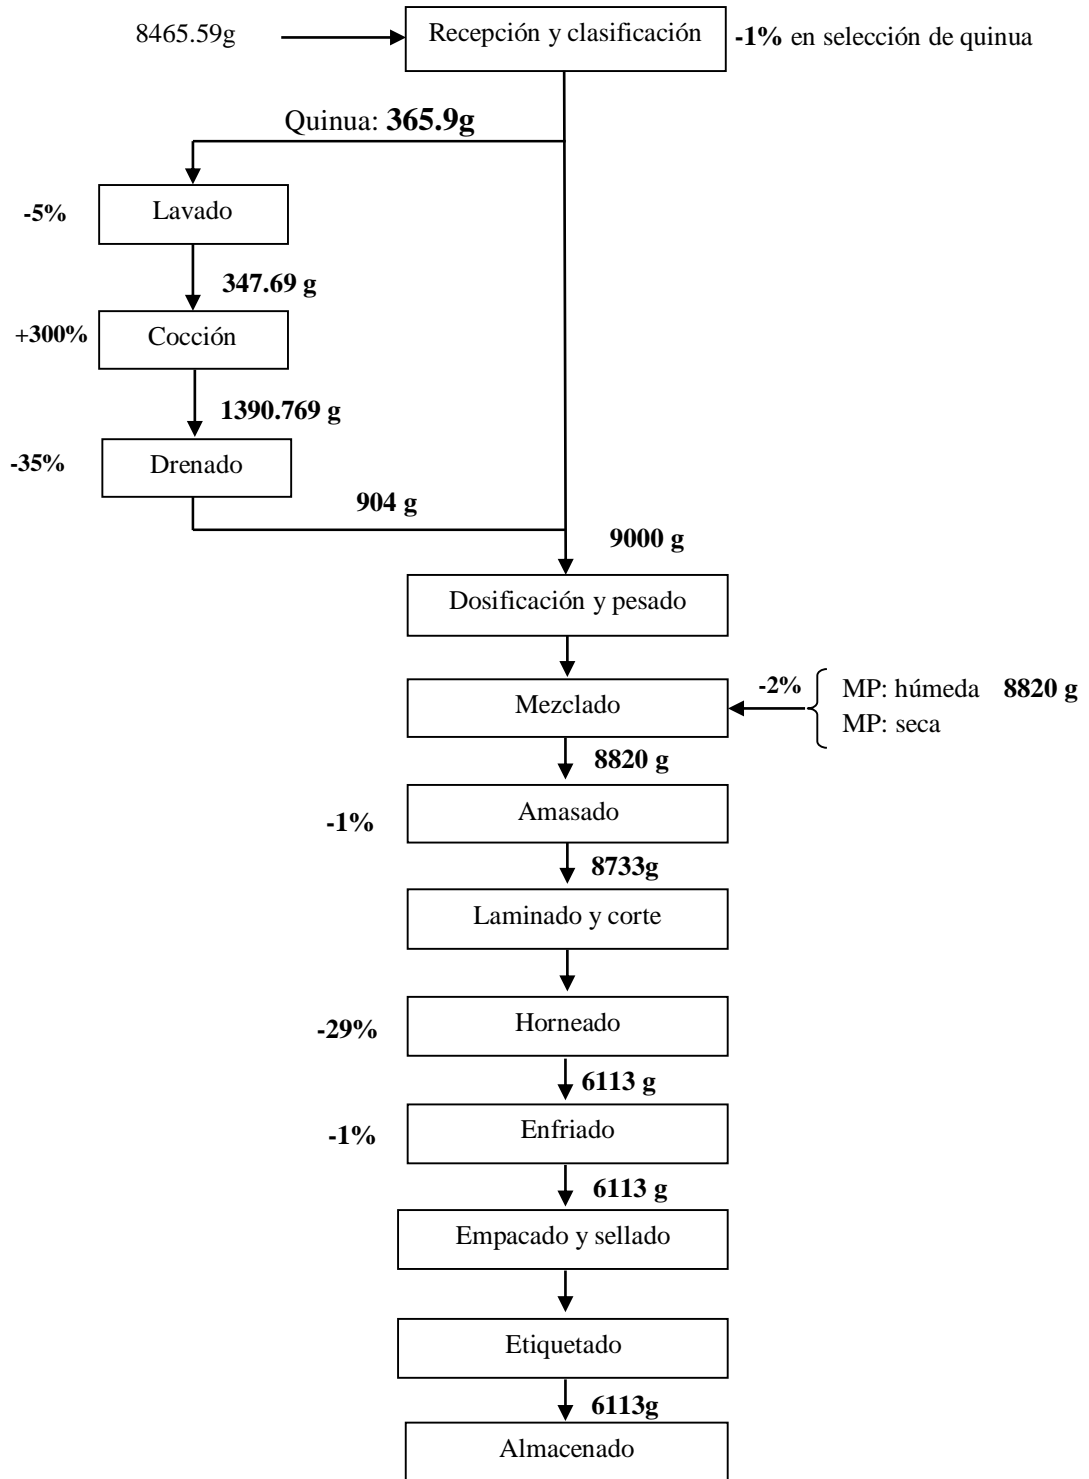 8465.59g
Recepción y clasificación
-1% en selección de quinua
Quinua: 365.9g
-5%
Lavado
347.69 g
+300%
Cocción
1390.769 g
-35%
Drenado
904 g
9000 g
Dosificación y pesado
Mezclado
-2%
MP: húmeda 8820 g
MP: seca
8820 g
-1%
Amasado
8733g
Laminado y corte
-29%
Horneado
6113 g
-1%
Enfriado
6113 g
Empacado y sellado
Etiquetado
6113g
Almacenado